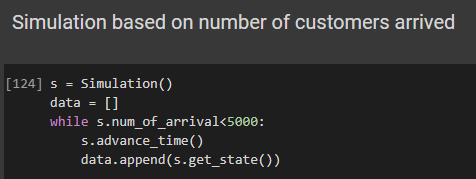 Simulation based on number of customers arrived
[124] s = Simulation()
data = []
while s.num_of_arrival<5000:
s.advance_time()
data.append(s.get_state())